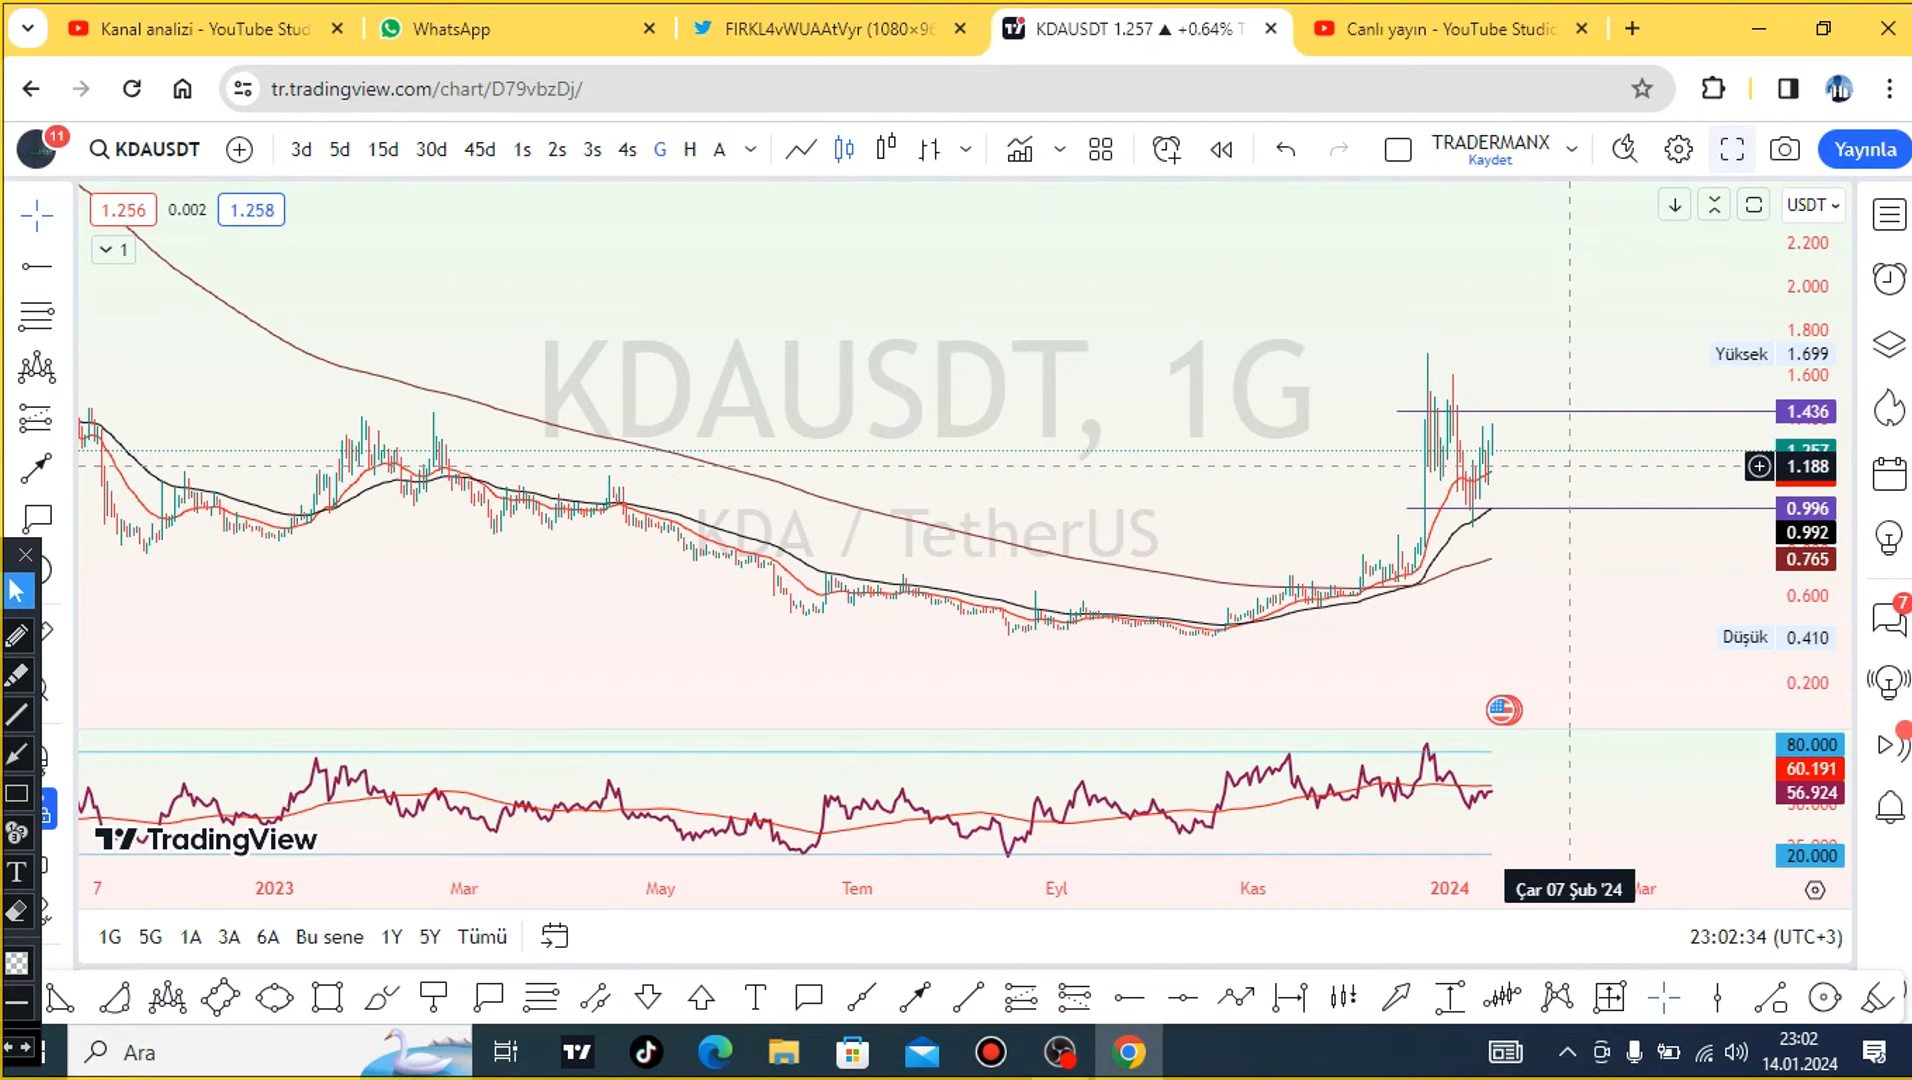 Kanal analizi - YouTube Stud
WhatsApp
FIRKL4vWUAAtVyr (1080×96
KDAUSDT 1.257 ▲ +0.64% T
Canlı yayın - YouTube Studio
tr.tradingview.com/chart/D79vbzDj/
11
KDAUSDT
3d 5d 15d 30d 45d 1s 2s 3s 4s G H A
TRADERMANX
Kaydet
Yayınla
1.256 0.002 1.258
1
USDT
2.200
2.000
1.800
Yüksek 1.699
1.600
KDAUSDT, 1G
1.436
1.257
1.188
KDA / TetherUS
0.996
0.992
0.765
0.600
Düşük 0.410
0.200
7
80.000
60.191
56.924
20.000
TradingView
7 2023 Mar May Tem Eyl Kas 2024 Çar 07 Şub '24 Mar
1G 5G 1A 3A 6A Bu sene 1Y 5Y Tümü
23:02:34 (UTC+3)
Ara
23:02
14.01.2024